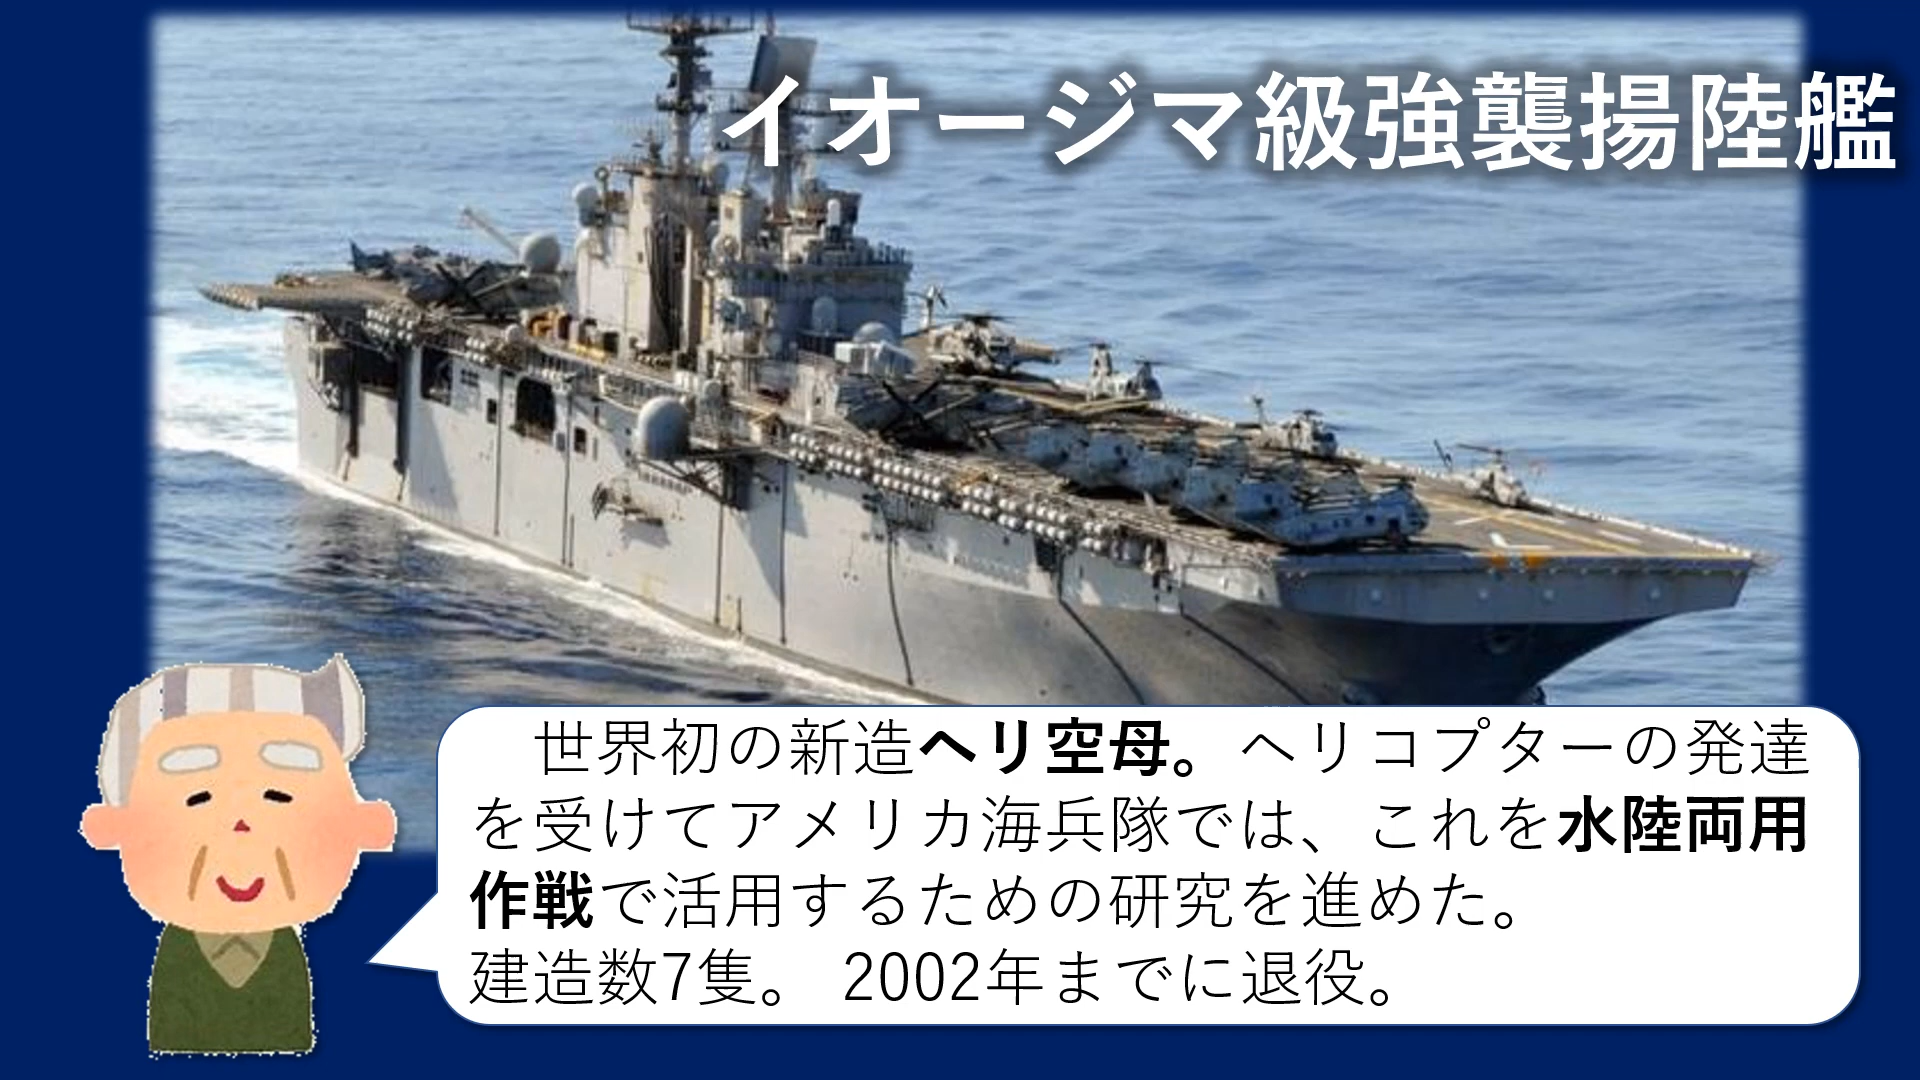 イオージマ級強襲揚陸艦
世界初の新造ヘリ空母。ヘリコプターの発達
を受けてアメリカ海兵隊では、これを水陸両用
作戦で活用するための研究を進めた。
建造数7隻。 2002年までに退役。